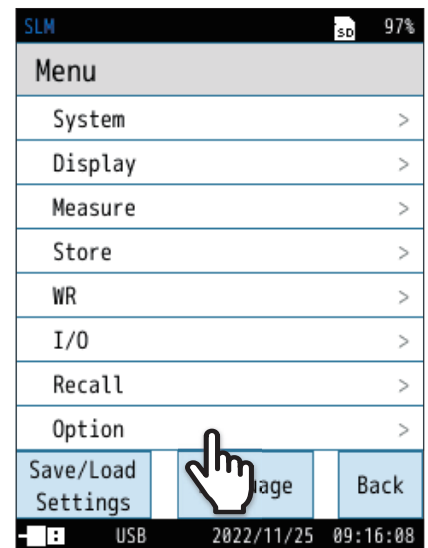 SLM SD 97%
Menu
System >
Display >
Measure >
Store >
WR >
I/O >
Recall >
Option >
Save/Load
Settings
Back
USB 2022/11/25 09:16:08